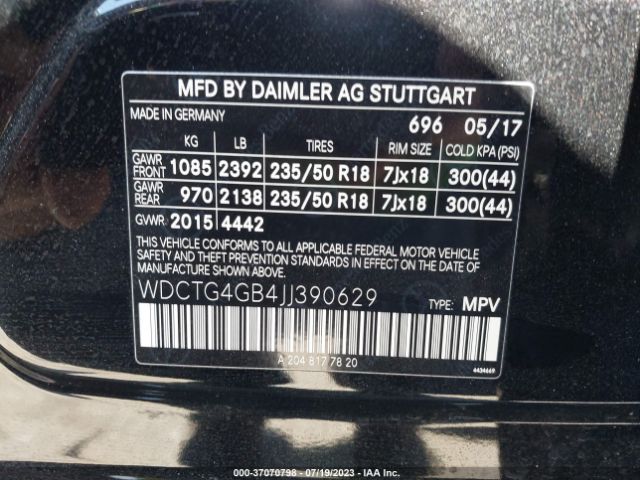 MFD BY DAIMLER AG STUTTGART
MADE IN GERMANY 696 05/17
KG LB TIRES RIM SIZE COLD KPA (PSI)
GAWR FRONT 1085 2392 235/50 R18 7Jx18 300(44)
GAWR REAR 970 2138 235/50 R18 7Jx18 300(44)
GVWR 2015 4442
THIS VEHICLE CONFORMS TO ALL APPLICABLE FEDERAL MOTOR VEHICLE
SAFETY AND THEFT PREVENTION STANDARDS IN EFFECT ON THE DATE OF
MANUFACTURE SHOWN ABOVE.
WDCTG4GB4JJ390629 TYPE: MPV
A 204 817 78 20
4434669
000-37070798 - 07/19/2023 - IAA Inc.